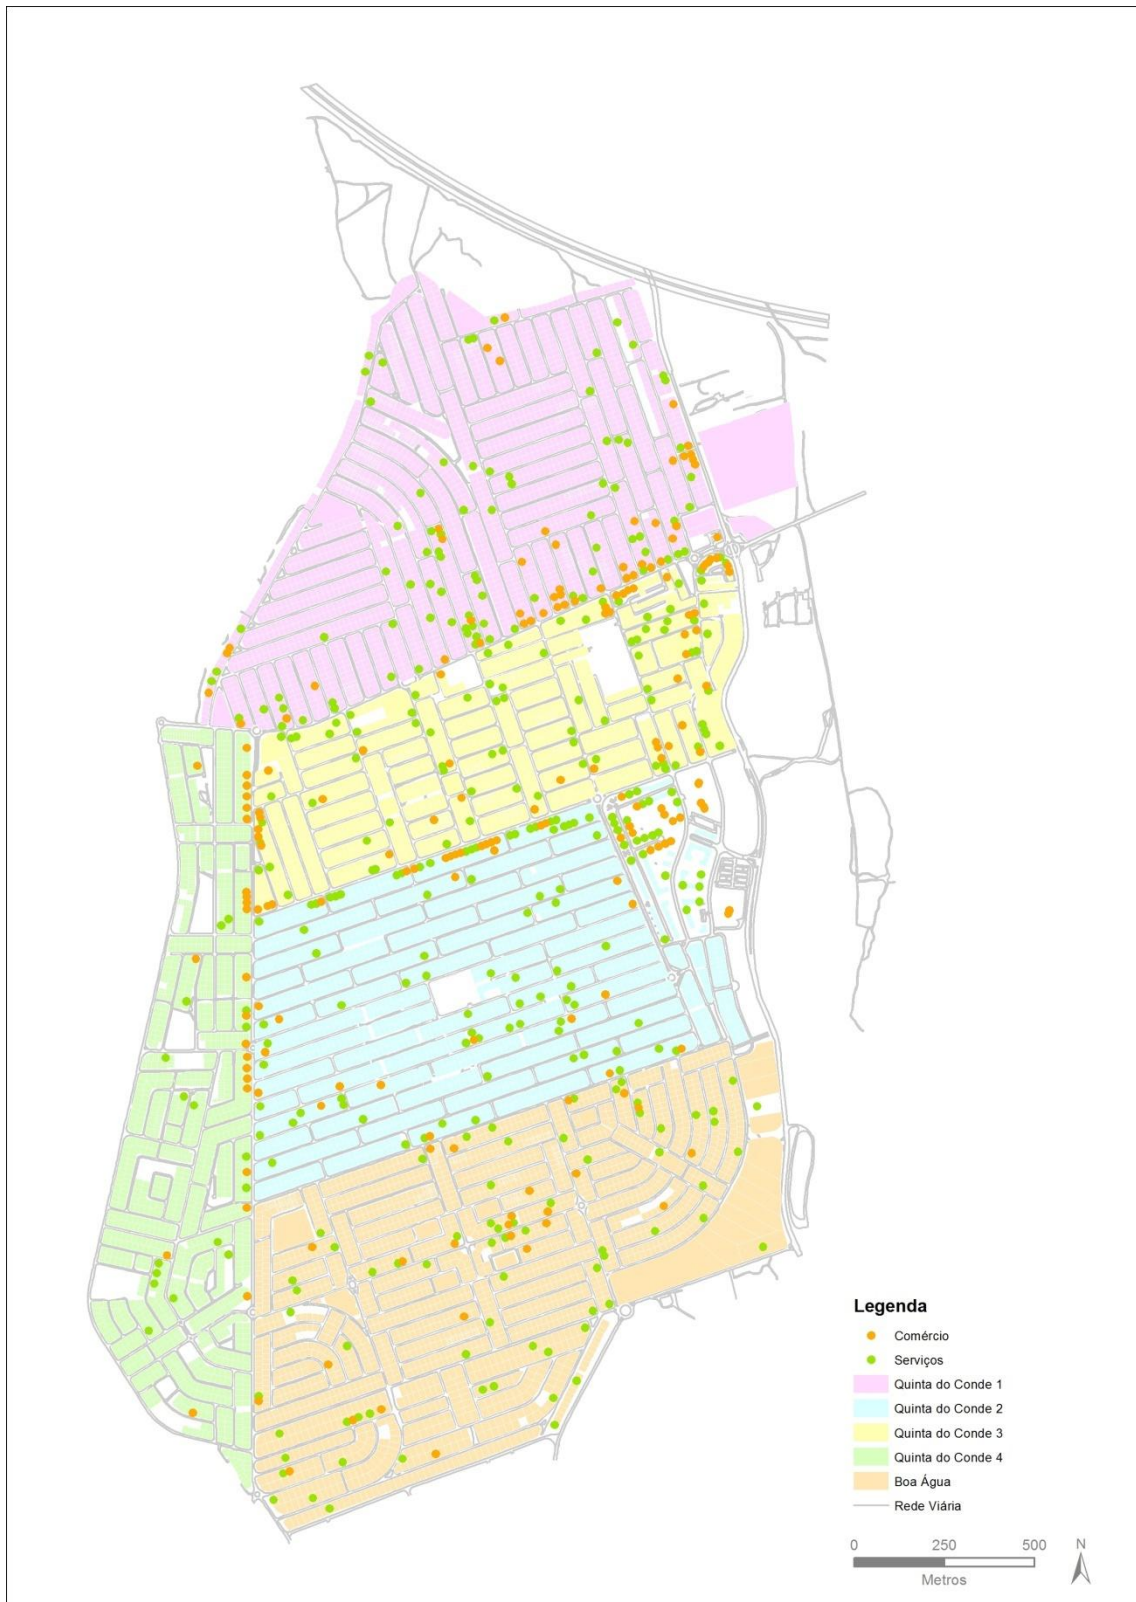 Legenda
Comércio
Serviços
Quinta do Conde 1
Quinta do Conde 2
Quinta do Conde 3
Quinta do Conde 4
Boa Água
Rede Viária
0 250 500 N
Metros